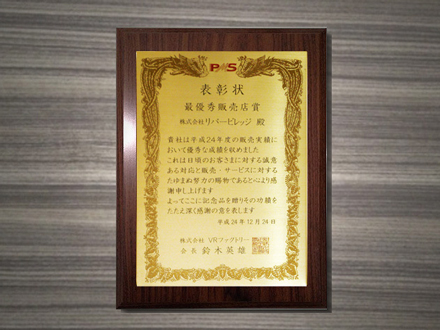 P S
表彰状
最優秀販売店賞
株式会社リバービレッジ 殿
貴社は平成24年度の販売実績に
おいて優秀な成績を収めました
これは日頃のお客さまに対する誠意
ある対応と販売・サービスに対する
たゆまぬ努力の賜物であると心より感
謝申し上げます
よってここに記念品を贈りその功績を
たたえ深く感謝の意を表します
平成24年12月24日
株式会社 VRファクトリー
会長 鈴木英雄